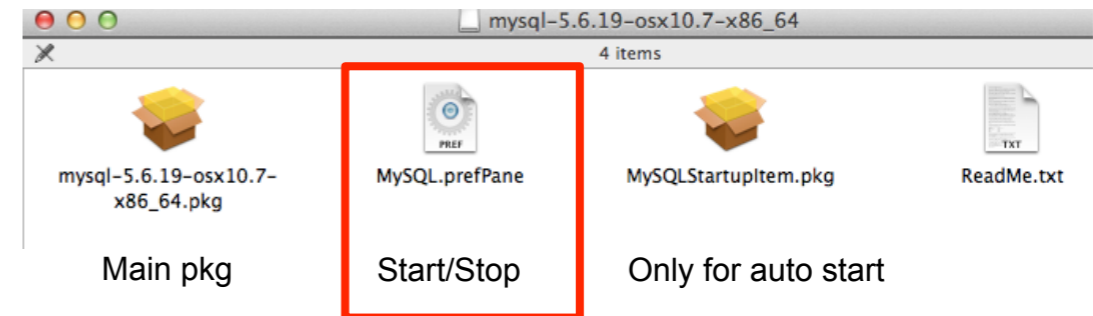 mysql-5.6.19-osx10.7-x86_64
4 items
PREF
TXT
mysql-5.6.19-osx10.7-
x86_64.pkg
MySQL.prefPane
MySQLStartupItem.pkg
ReadMe.txt
Main pkg
Start/Stop
Only for auto start